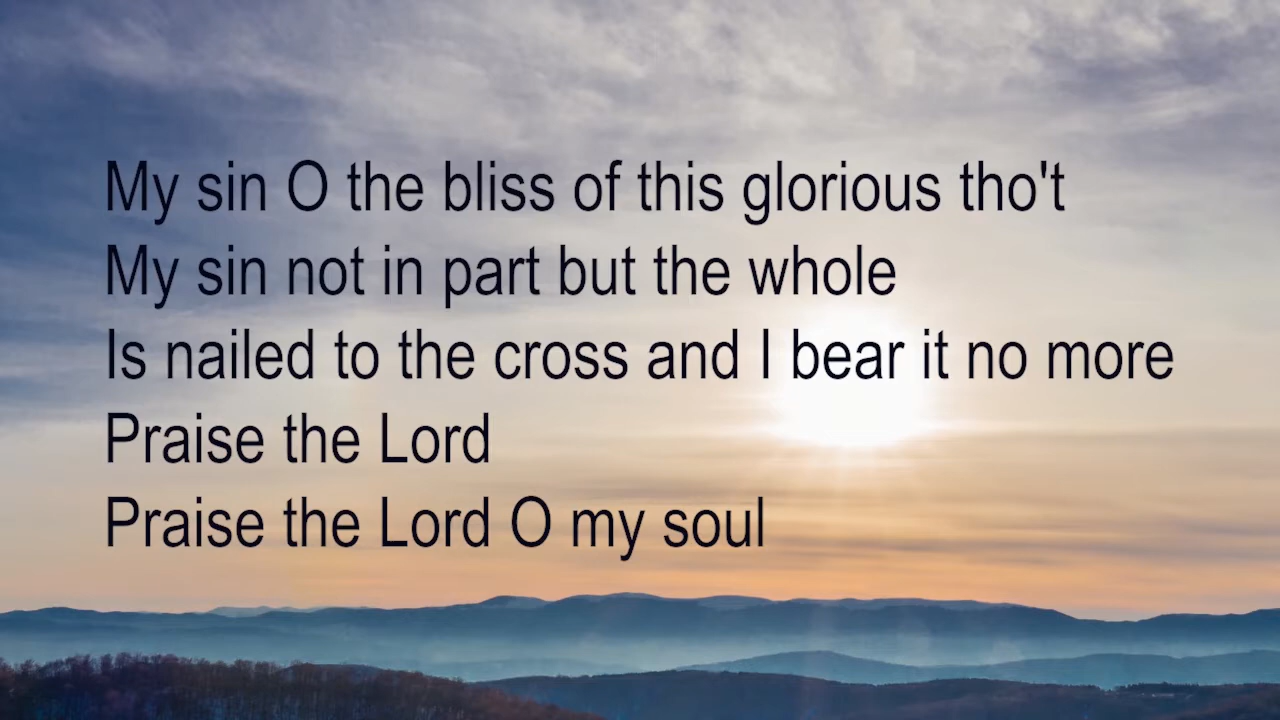 My sin O the bliss of this glorious tho't
My sin not in part but the whole
Is nailed to the cross and I bear it no more
Praise the Lord
Praise the Lord O my soul